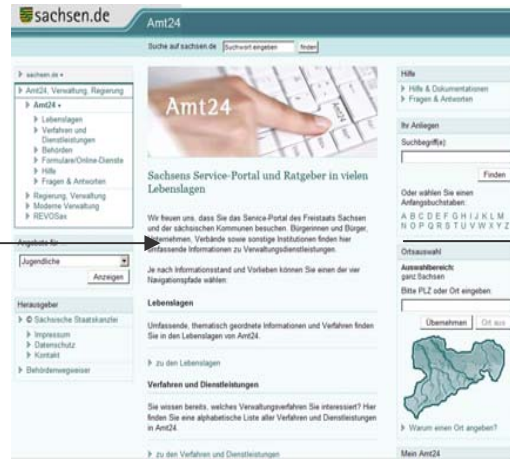 sachsen.de
Amt24
Suche auf sachsen.de
Suchwort eingeben
finden
sachsen.de
Amt24, Verwaltung, Regierung
Amt24
Lebenslagen
Verfahren und
Dienstleistungen
Behörden
Formulare/Online-Dienste
Hilfe
Fragen & Antworten
Regierung, Verwaltung
Moderne Verwaltung
REVOSax
Angebote für
Jugendliche
Anzeigen
Herausgeber
© Sächsische Staatskanzlei
Impressum
Datenschutz
Kontakt
Behördenwegweiser
Amt24
Amt24
Sachsens Service-Portal und Ratgeber in vielen
Lebenslagen
Wir freuen uns, dass Sie das Service-Portal des Freistaats Sachsen
und der sächsischen Kommunen besuchen. Bürgerinnen und Bürger,
Unternehmen, Verbände sowie sonstige Institutionen finden hier
umfassende Informationen zu Verwaltungsdienstleistungen.
Je nach Informationsstand und Vorlieben können Sie einen der vier
Navigationspfade wählen:
Lebenslagen
Umfassende, thematisch geordnete Informationen und Verfahren finden
Sie in den Lebenslagen von Amt24.
zu den Lebenslagen
Verfahren und Dienstleistungen
Sie wissen bereits, welches Verwaltungsverfahren Sie interessiert? Hier
finden Sie eine alphabetische Liste aller Verfahren und Dienstleistungen
in Amt24.
zu den Verfahren und Dienstleistungen
Hilfe
Hilfe & Dokumentationen
Fragen & Antworten
Ihr Anliegen
Suchbegriff(e):
Finden
Oder wählen Sie einen
Anfangsbuchstaben:
A B C D E F G H I J K L M
N O P Q R S T U V W X Y Z
Ortsauswahl
Auswahlbereich:
ganz Sachsen
Bitte PLZ oder Ort eingeben:
Übernehmen
Ort aus
Warum einen Ort angeben?
Mein Amt24